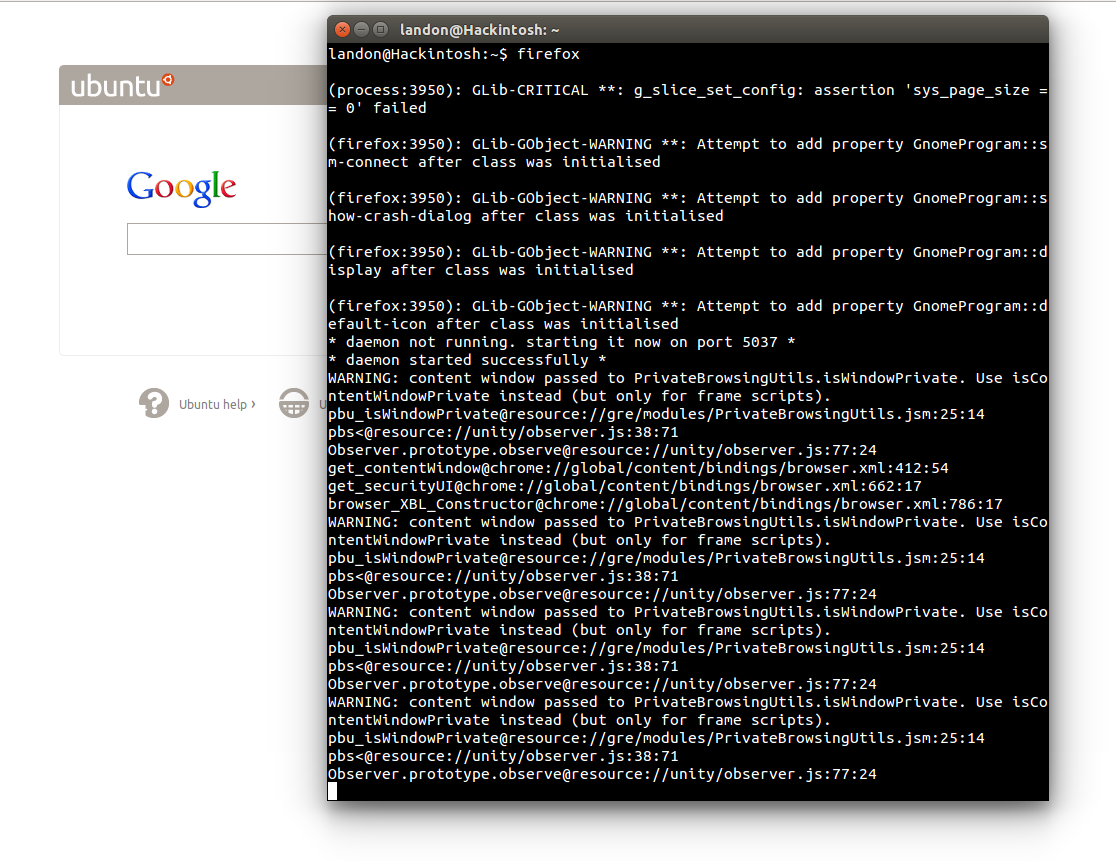 ubuntu
Google
Ubuntu help ›
U
landon@Hackintosh: ~
landon@Hackintosh:~$ firefox
(process:3950): GLib-CRITICAL **: g_slice_set_config: assertion 'sys_page_size =
= 0' failed
(firefox:3950): GLib-GObject-WARNING **: Attempt to add property GnomeProgram::s
m-connect after class was initialised
(firefox:3950): GLib-GObject-WARNING **: Attempt to add property GnomeProgram::s
how-crash-dialog after class was initialised
(firefox:3950): GLib-GObject-WARNING **: Attempt to add property GnomeProgram::d
isplay after class was initialised
(firefox:3950): GLib-GObject-WARNING **: Attempt to add property GnomeProgram::d
efault-icon after class was initialised
* daemon not running. starting it now on port 5037 *
* daemon started successfully *
WARNING: content window passed to PrivateBrowsingUtils.isWindowPrivate. Use isCo
ntentWindowPrivate instead (but only for frame scripts).
pbu_isWindowPrivate@resource://gre/modules/PrivateBrowsingUtils.jsm:25:14
pbs<@resource://unity/observer.js:38:71
Observer.prototype.observe@resource://unity/observer.js:77:24
get_contentWindow@chrome://global/content/bindings/browser.xml:412:54
get_securityUI@chrome://global/content/bindings/browser.xml:662:17
browser_XBL_Constructor@chrome://global/content/bindings/browser.xml:786:17
WARNING: content window passed to PrivateBrowsingUtils.isWindowPrivate. Use isCo
ntentWindowPrivate instead (but only for frame scripts).
pbu_isWindowPrivate@resource://gre/modules/PrivateBrowsingUtils.jsm:25:14
pbs<@resource://unity/observer.js:38:71
Observer.prototype.observe@resource://unity/observer.js:77:24
WARNING: content window passed to PrivateBrowsingUtils.isWindowPrivate. Use isCo
ntentWindowPrivate instead (but only for frame scripts).
pbu_isWindowPrivate@resource://gre/modules/PrivateBrowsingUtils.jsm:25:14
pbs<@resource://unity/observer.js:38:71
Observer.prototype.observe@resource://unity/observer.js:77:24
WARNING: content window passed to PrivateBrowsingUtils.isWindowPrivate. Use isCo
ntentWindowPrivate instead (but only for frame scripts).
pbu_isWindowPrivate@resource://gre/modules/PrivateBrowsingUtils.jsm:25:14
pbs<@resource://unity/observer.js:38:71
Observer.prototype.observe@resource://unity/observer.js:77:24